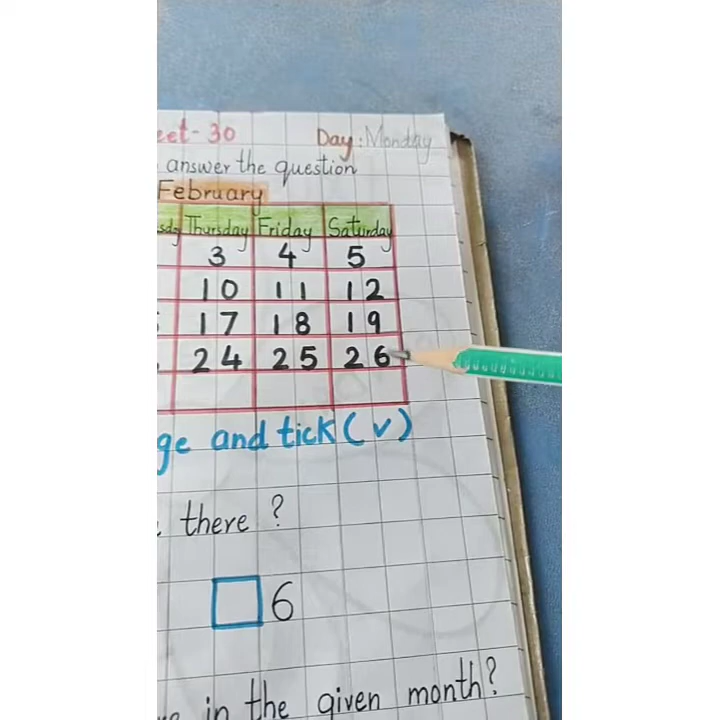 eet-30 Day: Monday
answer the question
February
sday Thursday Friday Saturday
3 4 5
10 11 12
17 18 19
24 25 26
ge and tick (v)
there ?
6
in the given month?